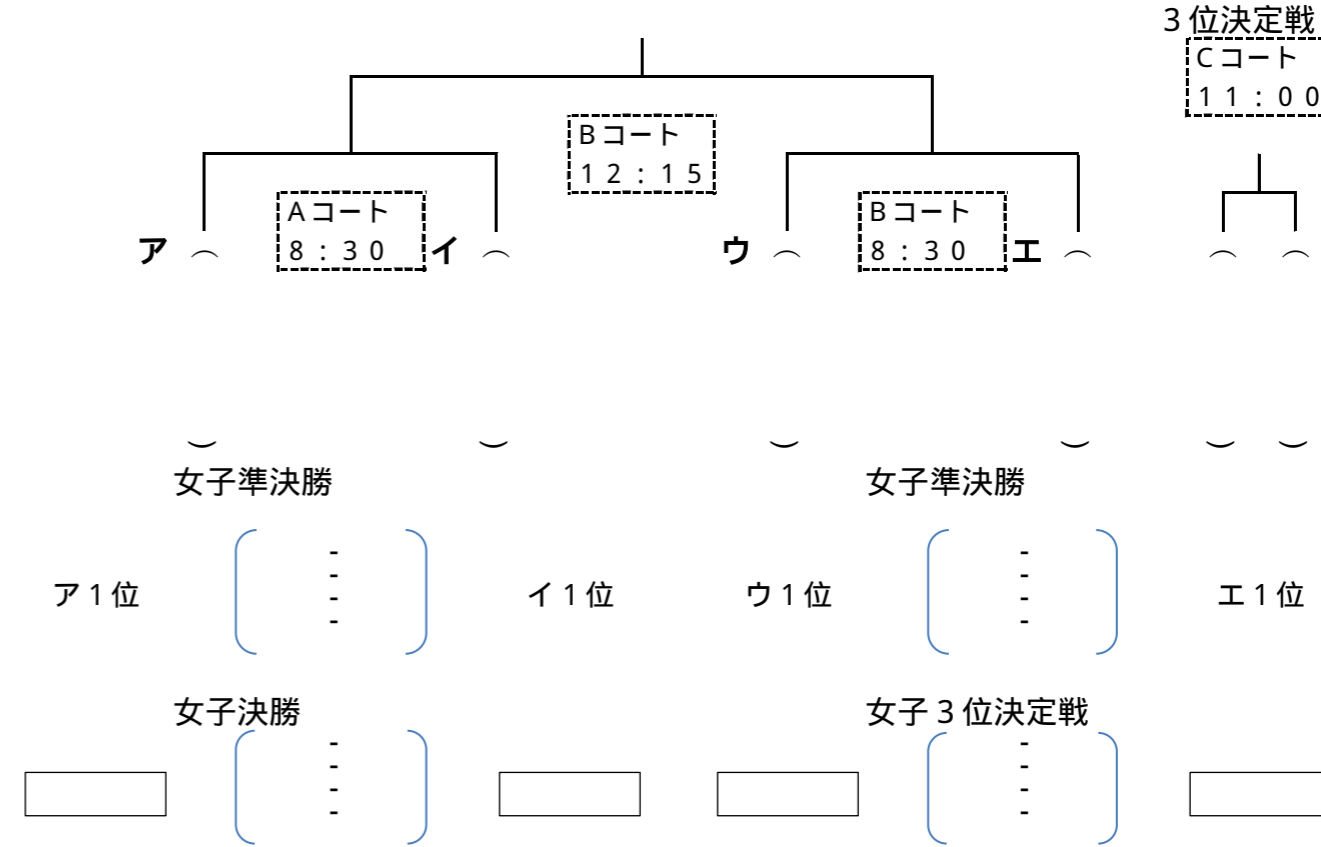 ３位決定戦
Cコート
１１：００
Bコート
１２：１５
Aコート
８：３０
Bコート
８：３０
ア （ イ （ ウ （ エ （ （ （
） ） ） ） ） ）
女子準決勝 女子準決勝
-
-
-
-
-
-
-
-
ア１位 イ１位 ウ１位 エ１位
女子決勝 女子３位決定戦
-
-
-
-
-
-
-
-